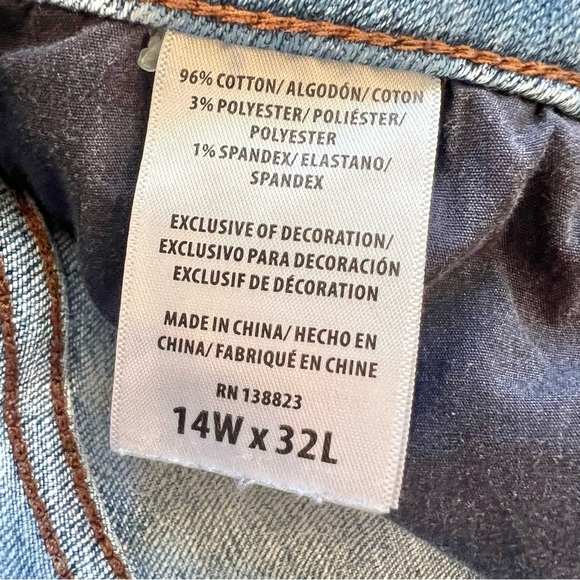 96% COTTON/ ALGODÓN/ COTON
3% POLYESTER/ POLIÉSTER/
POLYESTER
1% SPANDEX/ ELASTANO/
SPANDEX
EXCLUSIVE OF DECORATION/
EXCLUSIVO PARA DECORACIÓN
EXCLUSIF DE DÉCORATION
MADE IN CHINA/ HECHO EN
CHINA/ FABRIQUÉ EN CHINE
RN 138823
14W x 32L